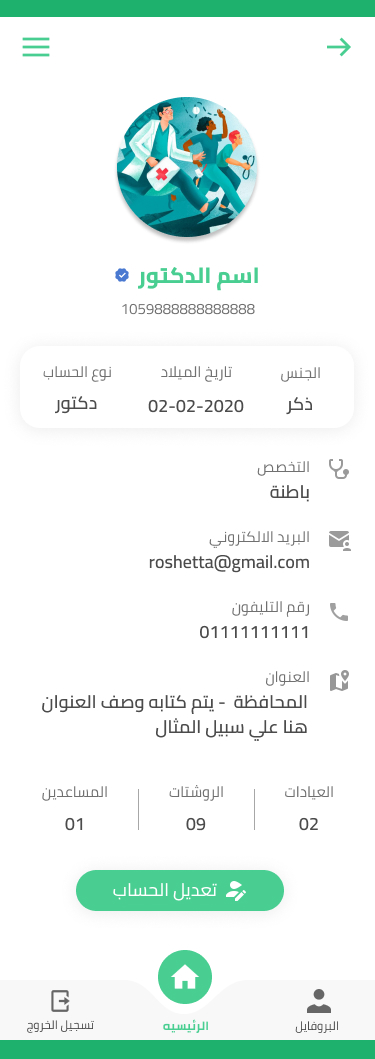 اسم الدكتور
1059888888888888
الجنس
تاريخ الميلاد
نوع الحساب
ذكر
02-02-2020
دكتور
التخصص
باطنة
البريد الالكتروني
roshetta@gmail.com
رقم التليفون
01111111111
العنوان
المحافظة - يتم كتابه وصف العنوان
هنا علي سبيل المثال
العيادات
الروشتات
المساعدين
02
09
01
تعديل الحساب
البروفايل
الرئيسيه
تسجيل الخروج